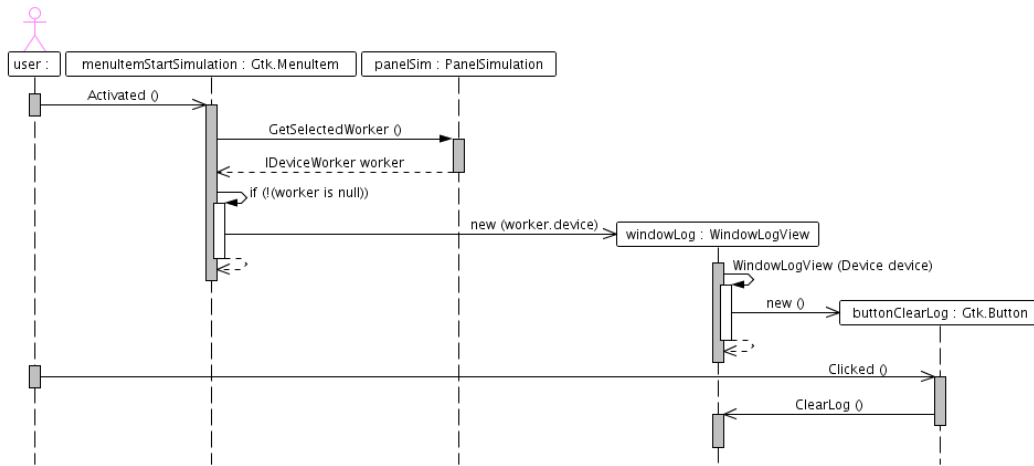 user :
menuItemStartSimulation : Gtk.MenuItem
panelSim : PanelSimulation
Activated ()
GetSelectedWorker ()
IDeviceWorker worker
if (!(worker is null))
new (worker.device)
windowLog : WindowLogView
WindowLogView (Device device)
new ()
buttonClearLog : Gtk.Button
Clicked ()
ClearLog ()